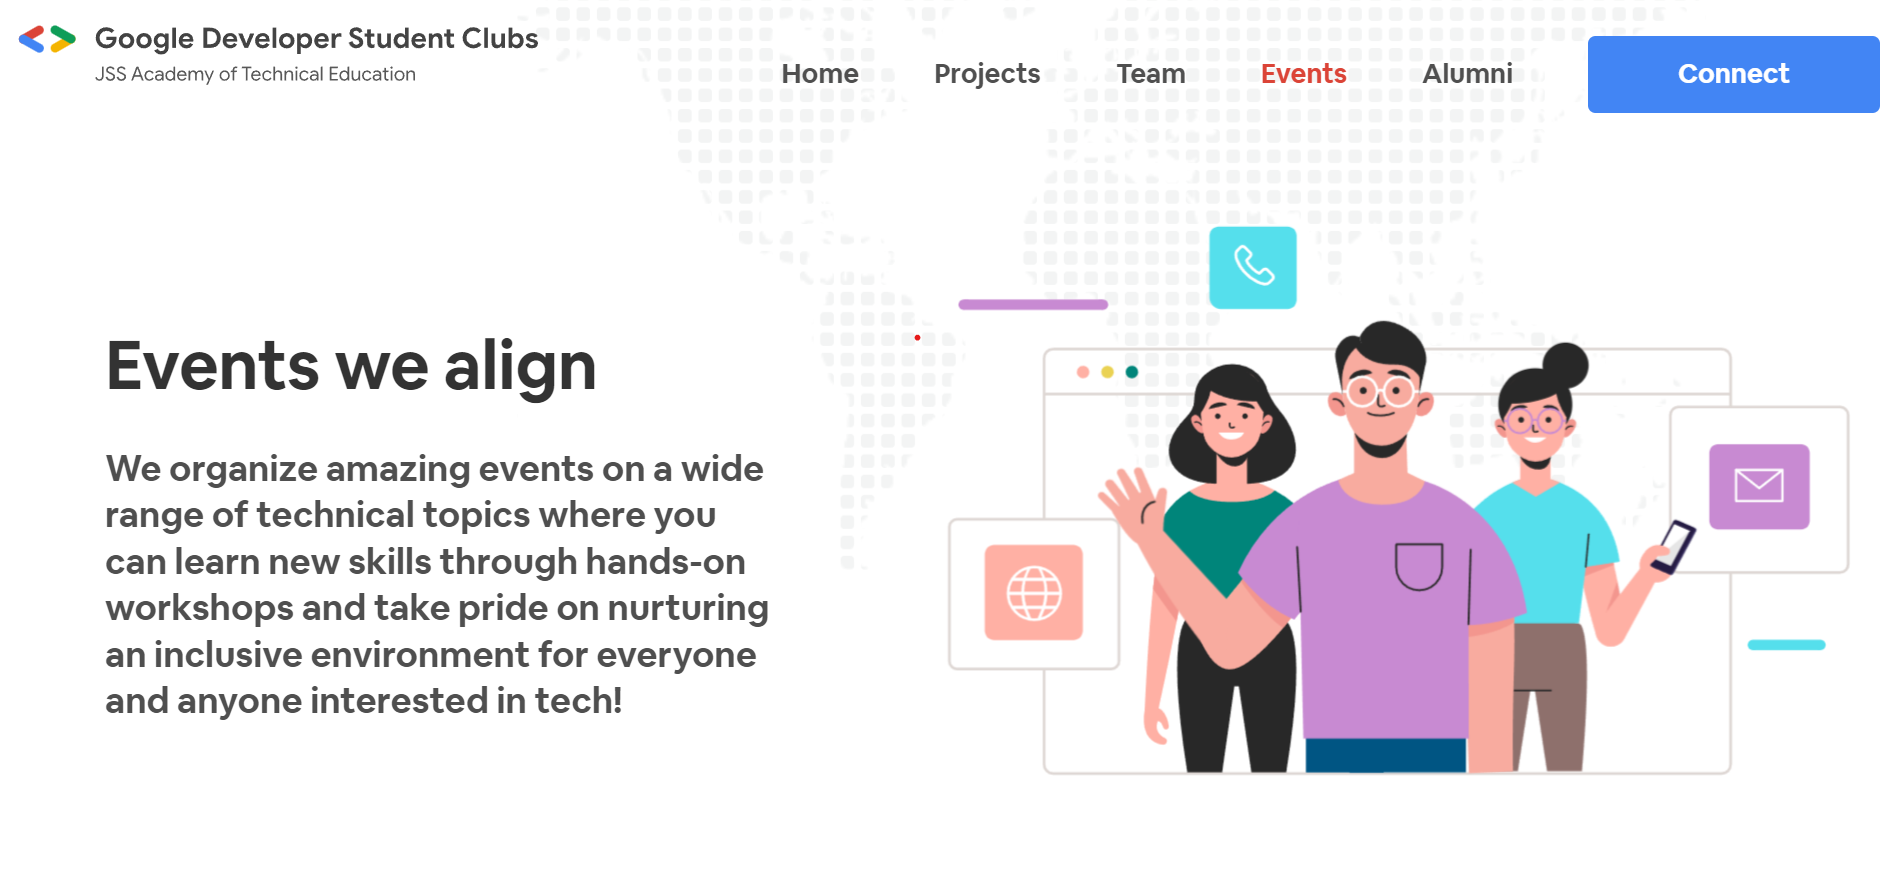 Google Developer Student Clubs
JSS Academy of Technical Education
Home Projects Team Events Alumni Connect
Events we align
We organize amazing events on a wide
range of technical topics where you
can learn new skills through hands-on
workshops and take pride on nurturing
an inclusive environment for everyone
and anyone interested in tech!